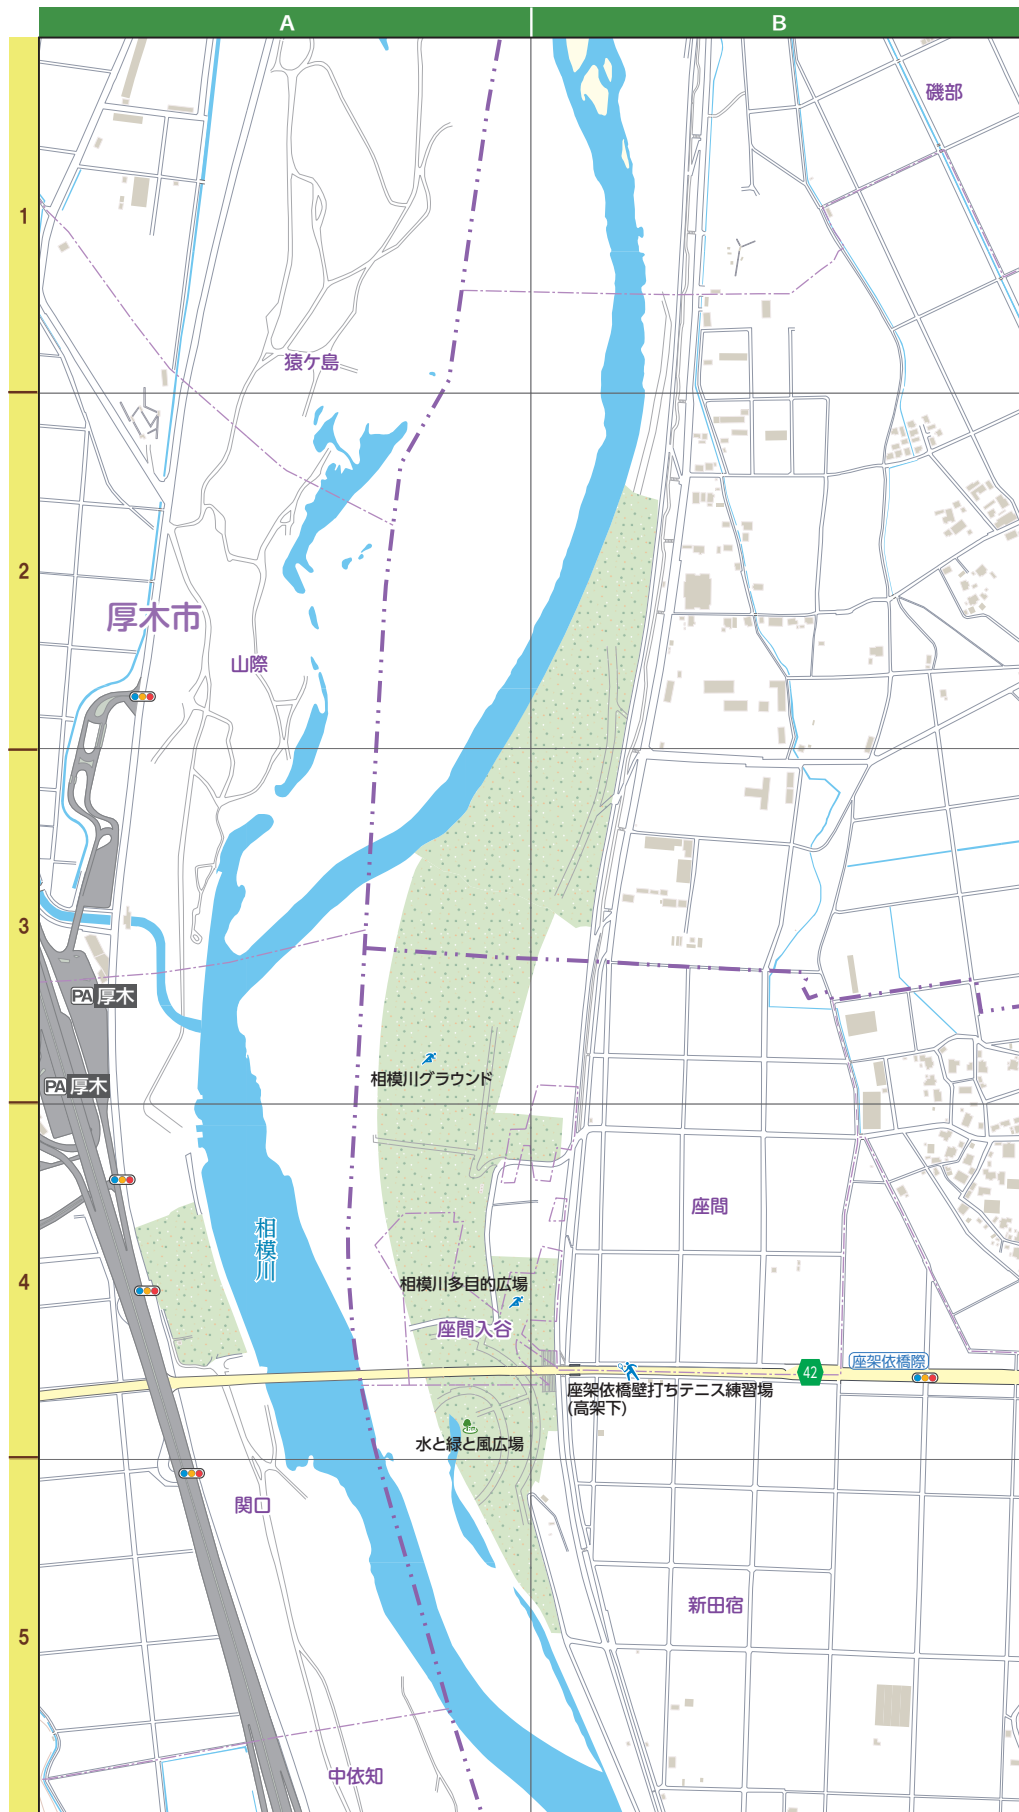 A
B
磯部
1
猿ケ島
2
厚木市
山際
3
PA 厚木
相模川グラウンド
PA 厚木
座間
相模川
4
相模川多目的広場
座間入谷
座架依橋際
42
座架依橋壁打ちテニス練習場
(高架下)
水と緑と風広場
関口
新田宿
5
中依知